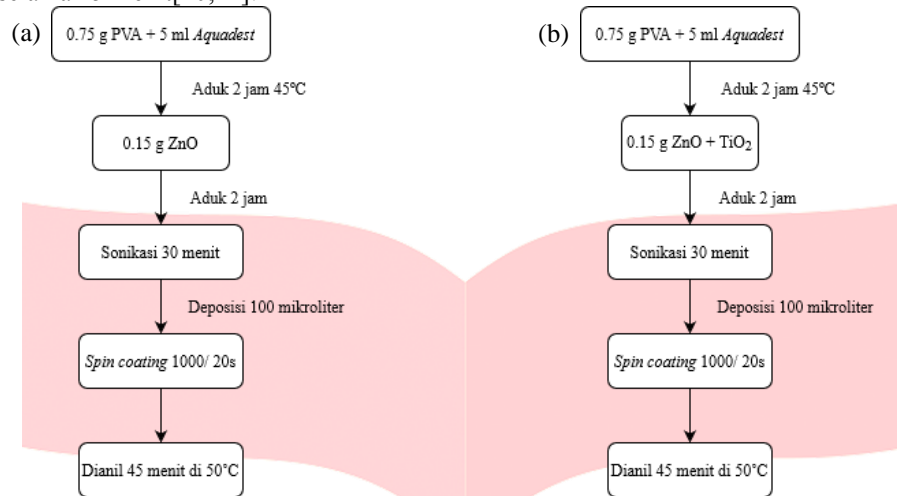 (a)
0.75 g PVA + 5 ml Aquadest
Aduk 2 jam 45°C
0.15 g ZnO
Aduk 2 jam
Sonikasi 30 menit
Deposisi 100 mikroliter
Spin coating 1000/ 20s
Dianil 45 menit di 50°C
(b)
0.75 g PVA + 5 ml Aquadest
Aduk 2 jam 45°C
0.15 g ZnO + TiO₂
Aduk 2 jam
Sonikasi 30 menit
Deposisi 100 mikroliter
Spin coating 1000/ 20s
Dianil 45 menit di 50°C